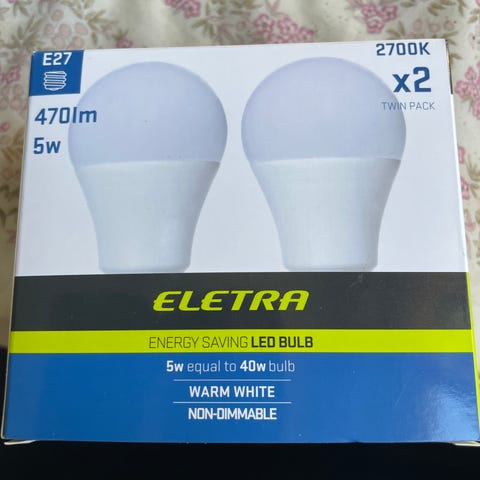 E27
2700K
x2
TWIN PACK
470lm
5w
ELETRA
ENERGY SAVING LED BULB
5w equal to 40w bulb
WARM WHITE
NON-DIMMABLE